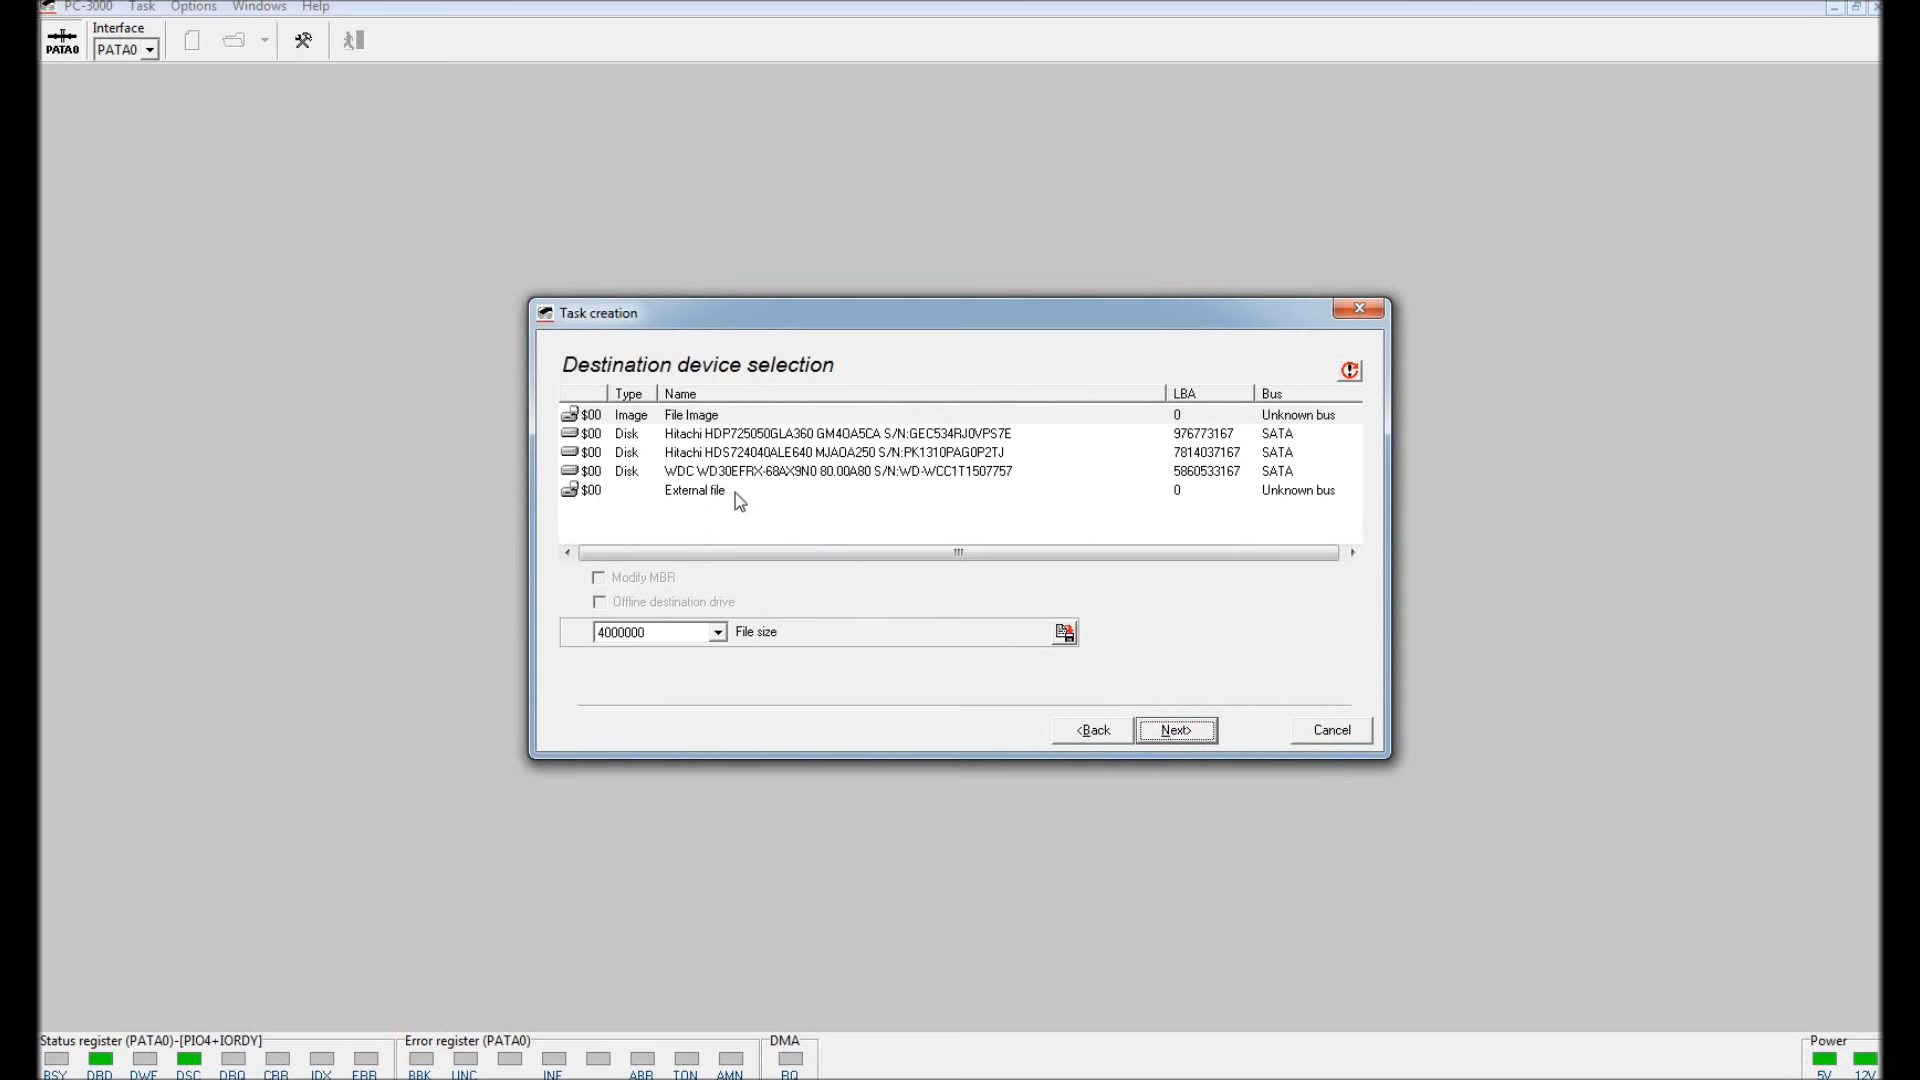 PC-3000 Task Options Windows Help
Interface
PATA0 PATA0
Task creation
Destination device selection
Type Name LBA Bus
$00 Image File Image 0 Unknown bus
$00 Disk Hitachi HDP725050GLA360 GM4OA5CA S/N:GEC534RJ0VPS7E 976773167 SATA
$00 Disk Hitachi HDS724040ALE640 MJAOA250 S/N:PK1310PAG0P2TJ 7814037167 SATA
$00 Disk WDC WD30EFRX-68AX9N0 80.00A80 S/N:WD-WCC1T1507757 5860533167 SATA
$00 External file 0 Unknown bus
Modify MBR
Offline destination drive
4000000 File size
<Back Next> Cancel
Status register (PATA0)-[PIO4+IORDY] Error register (PATA0) DMA Power
BSY DRD DWF DSC DRQ CRR IDX ERR BBK UNC INF ABR TON AMN RQ 5V 12V